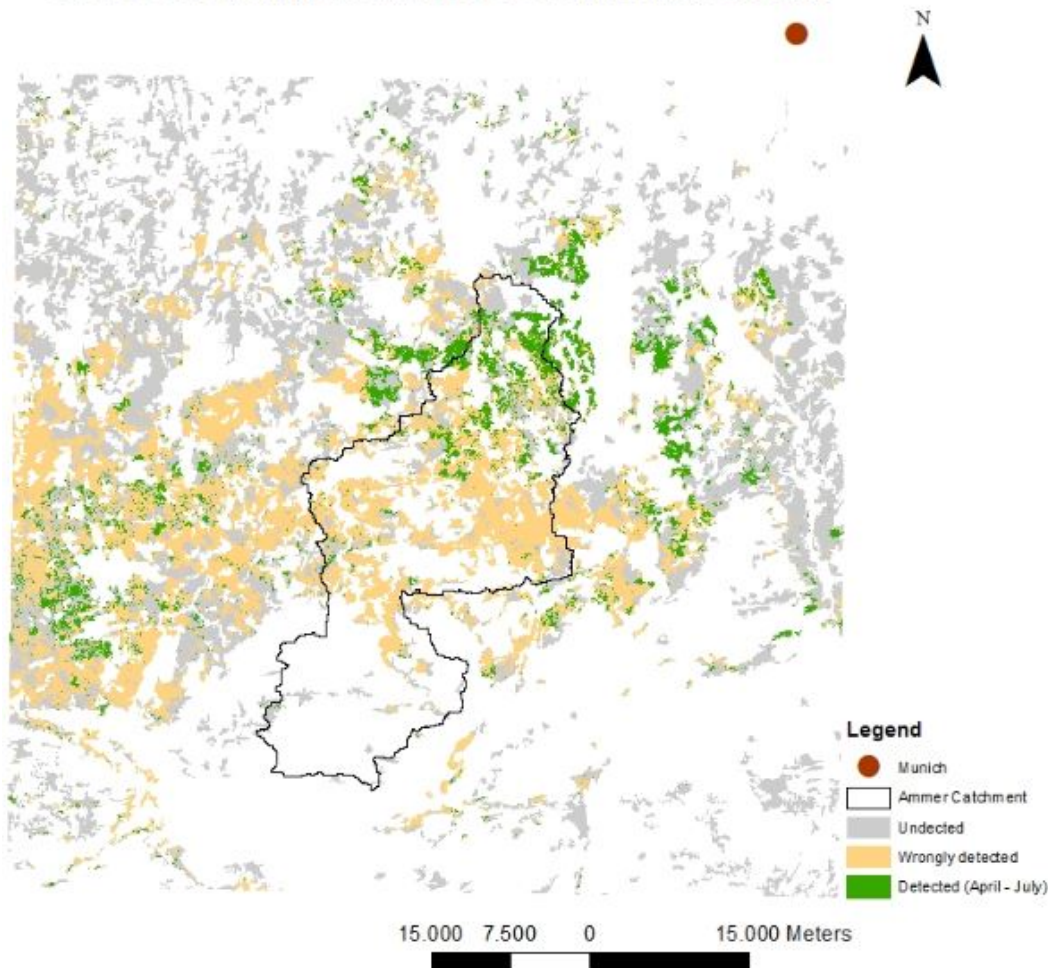 N
Legend
Munich
Ammer Catchment
Undected
Wrongly detected
Detected (April - July)
15.000 7.500 0 15.000 Meters